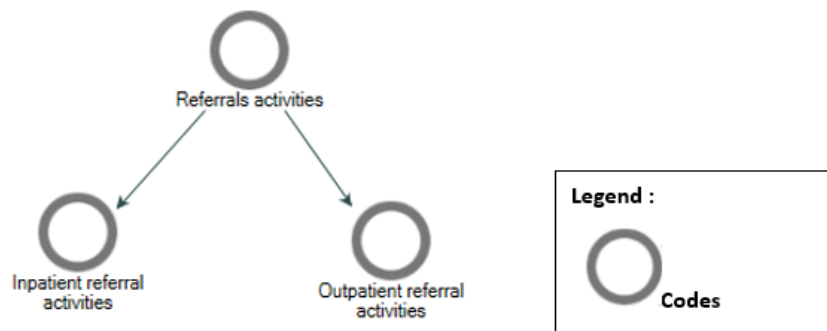 Referrals activities
Inpatient referral
activities
Outpatient referral
activities
Legend :
Codes